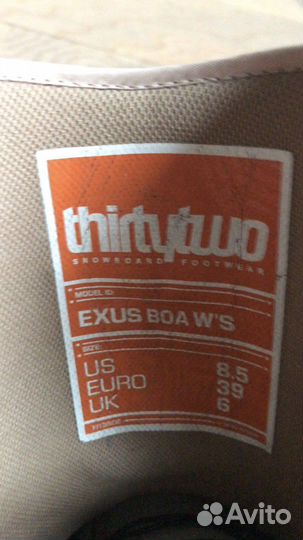 thirtytwo
SNOWBOARD FOOTWEAR
MODEL ID:
EXUS BOA W'S
SIZE:
US 8.5
EURO 39
UK 6
Avito